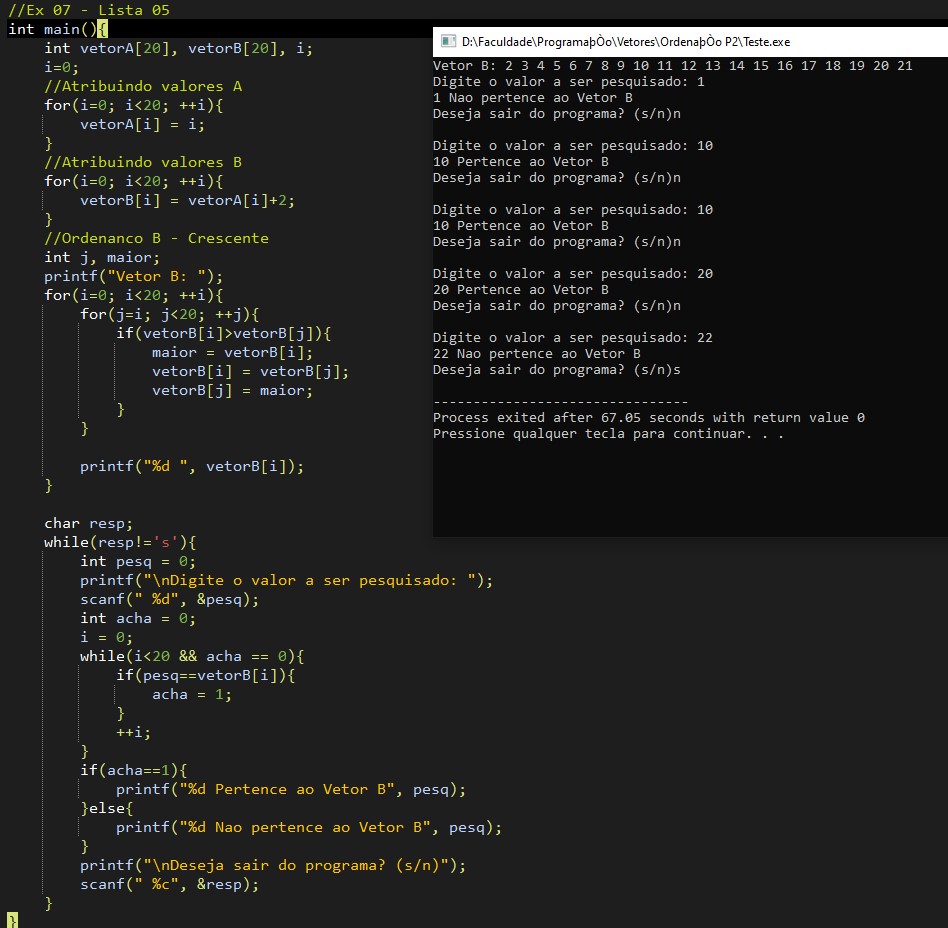 //Ex 07 - Lista 05
int main(){
    int vetorA[20], vetorB[20], i;
    i=0;
    //Atribuindo valores A
    for(i=0; i<20; ++i){
        vetorA[i] = i;
    }
    //Atribuindo valores B
    for(i=0; i<20; ++i){
        vetorB[i] = vetorA[i]+2;
    }
    //Ordenanco B - Crescente
    int j, maior;
    printf("Vetor B: ");
    for(i=0; i<20; ++i){
        for(j=i; j<20; ++j){
            if(vetorB[i]>vetorB[j]){
                maior = vetorB[i];
                vetorB[i] = vetorB[j];
                vetorB[j] = maior;
            }
        }

        printf("%d ", vetorB[i]);
    }

    char resp;
    while(resp!='s'){
        int pesq = 0;
        printf("\nDigite o valor a ser pesquisado: ");
        scanf(" %d", &pesq);
        int acha = 0;
        i = 0;
        while(i<20 && acha == 0){
            if(pesq==vetorB[i]){
                acha = 1;
            }
            ++i;
        }
        if(acha==1){
            printf("%d Pertence ao Vetor B", pesq);
        }else{
            printf("%d Nao pertence ao Vetor B", pesq);
        }
        printf("\nDeseja sair do programa? (s/n)");
        scanf(" %c", &resp);
    }
}
D:\Faculdade\ProgramaþÒo\Vetores\OrdenaþÒo P2\Teste.exe
Vetor B: 2 3 4 5 6 7 8 9 10 11 12 13 14 15 16 17 18 19 20 21
Digite o valor a ser pesquisado: 1
1 Nao pertence ao Vetor B
Deseja sair do programa? (s/n)n

Digite o valor a ser pesquisado: 10
10 Pertence ao Vetor B
Deseja sair do programa? (s/n)n

Digite o valor a ser pesquisado: 10
10 Pertence ao Vetor B
Deseja sair do programa? (s/n)n

Digite o valor a ser pesquisado: 20
20 Pertence ao Vetor B
Deseja sair do programa? (s/n)n

Digite o valor a ser pesquisado: 22
22 Nao pertence ao Vetor B
Deseja sair do programa? (s/n)s

--------------------------------
Process exited after 67.05 seconds with return value 0
Pressione qualquer tecla para continuar. . .